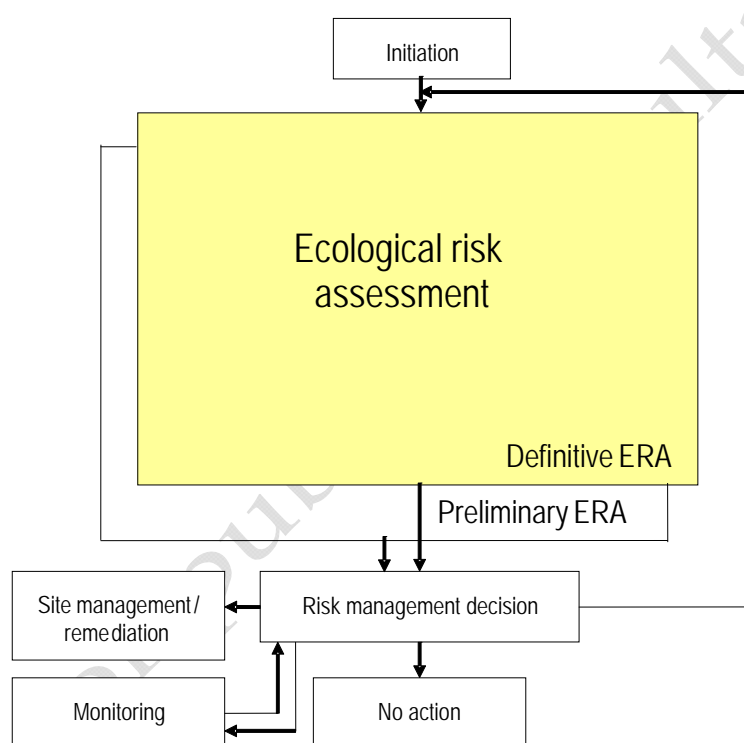 Initiation
Ecological risk
assessment
Definitive ERA
Preliminary ERA
Risk management decision
Site management/
remediation
Monitoring
No action